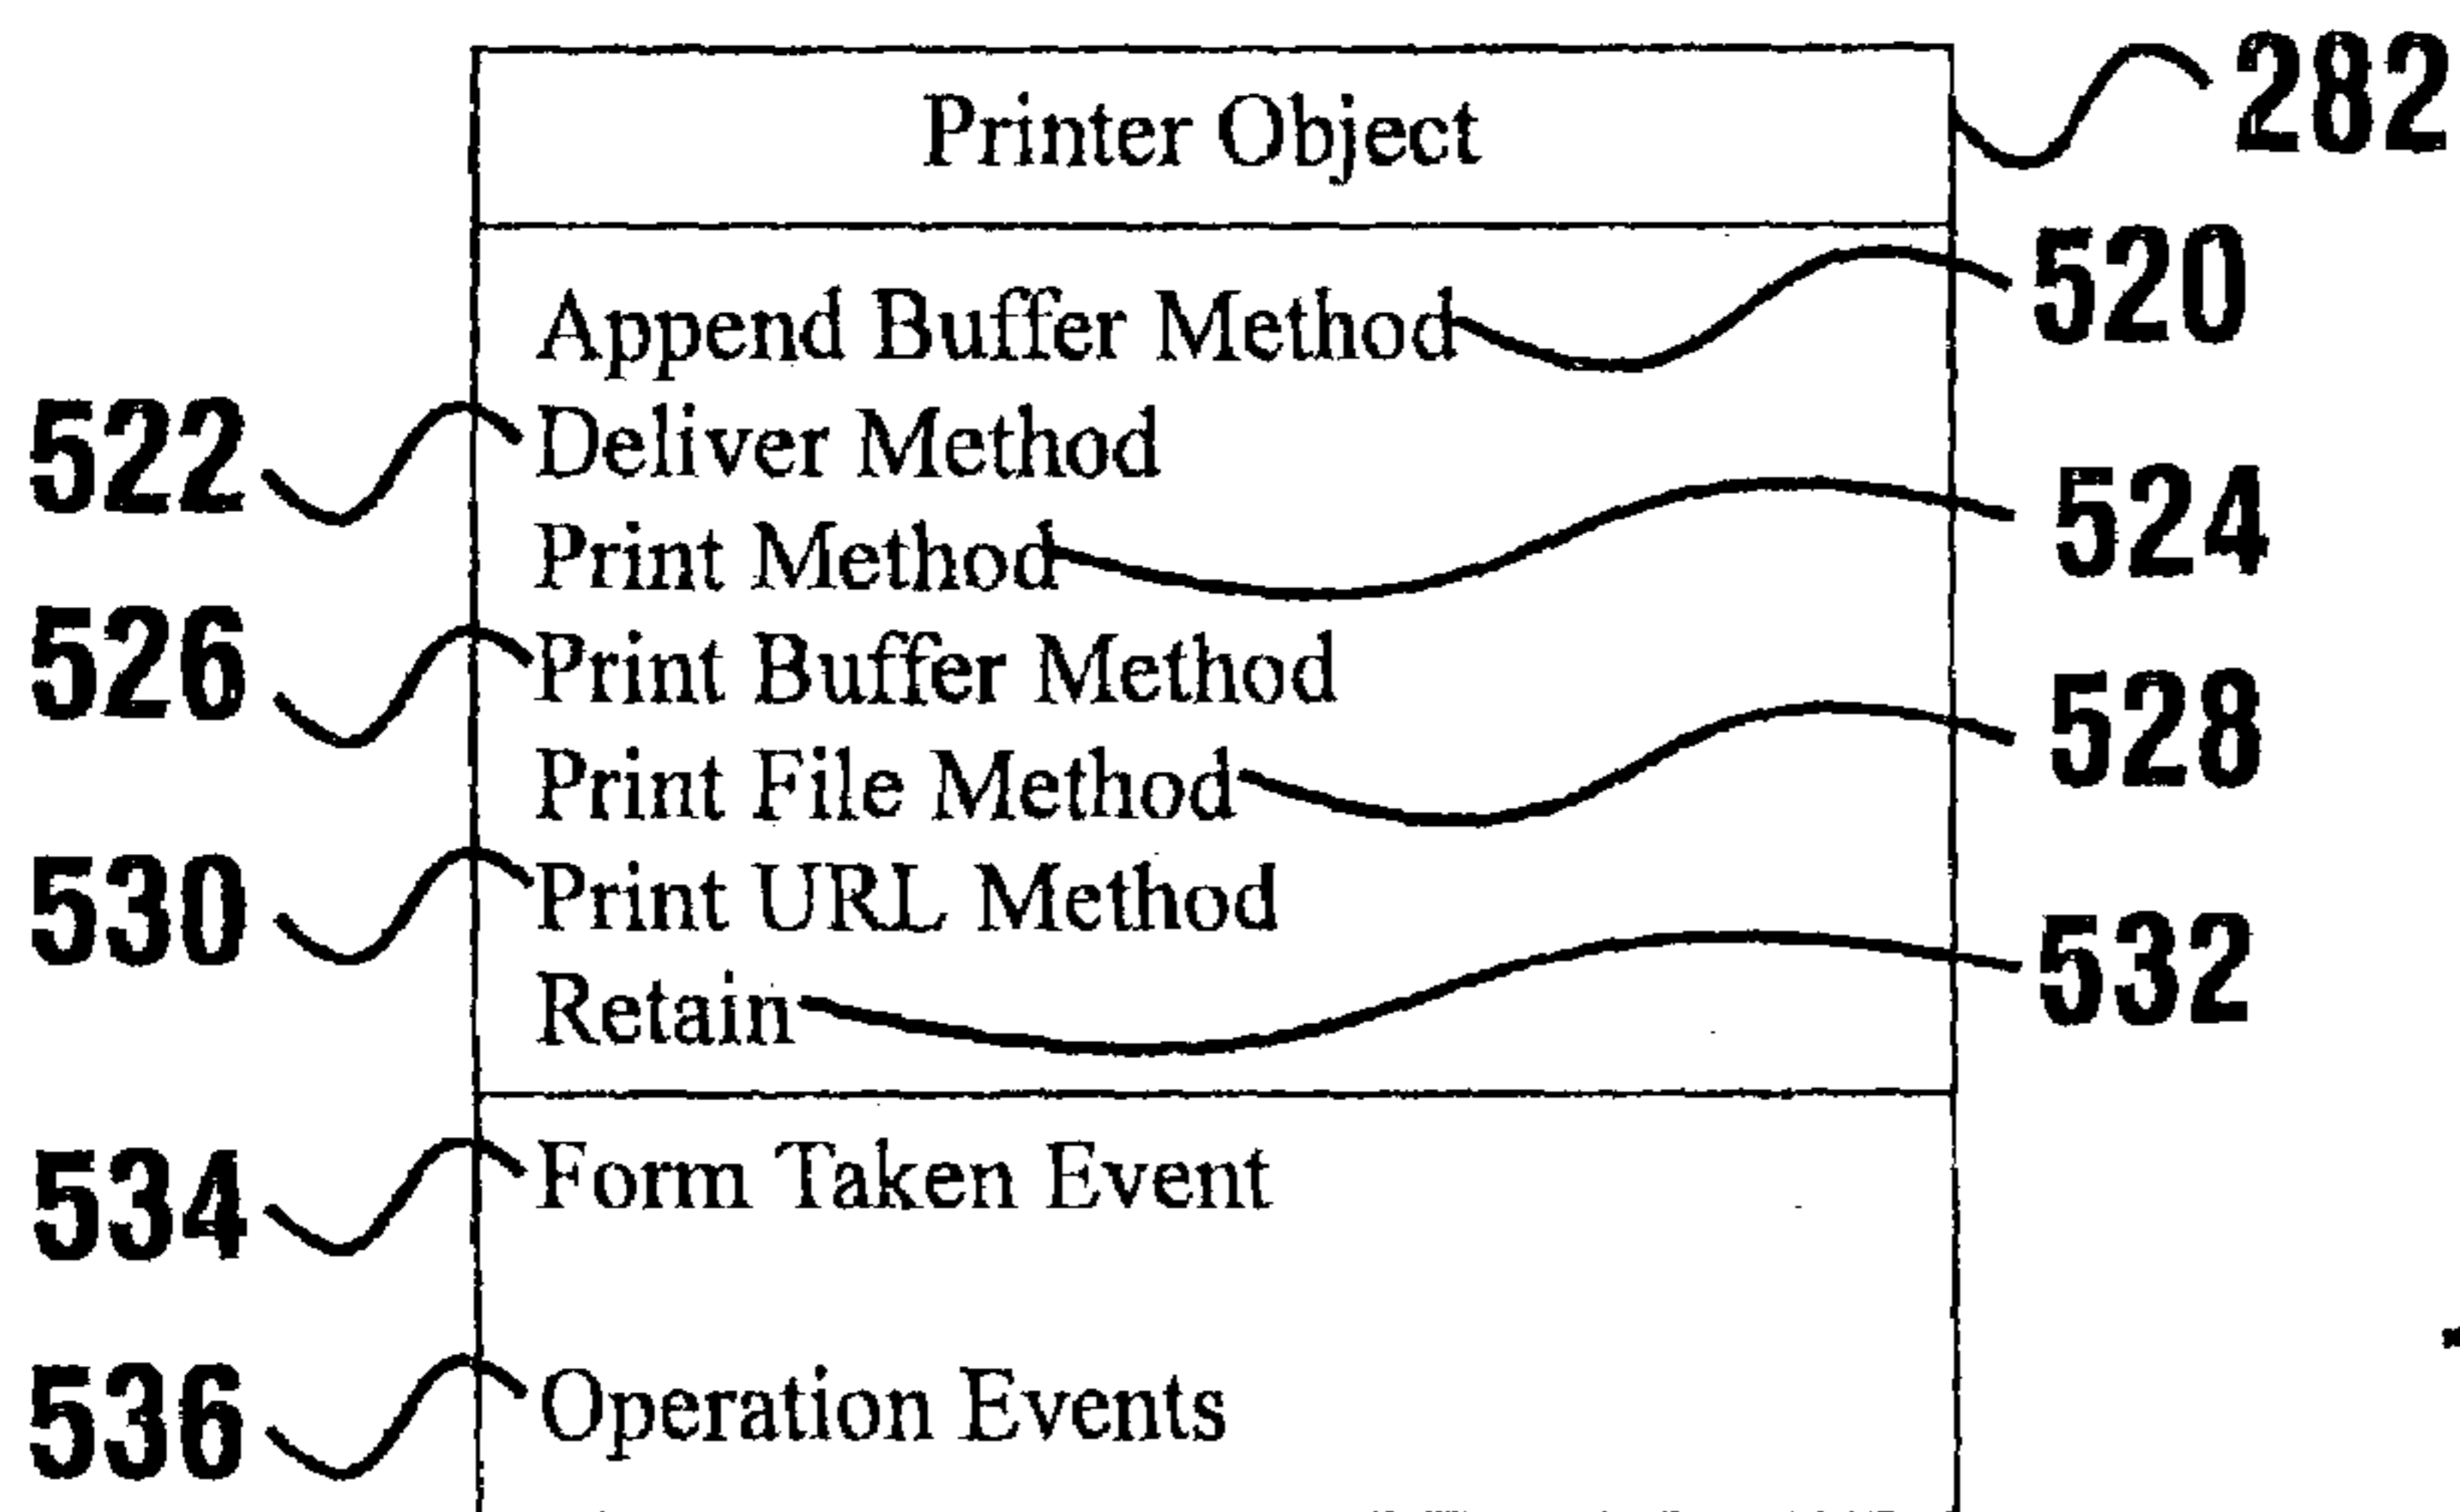 Printer Object 282
Append Buffer Method 520
522 Deliver Method
Print Method 524
526 Print Buffer Method
Print File Method 528
530 Print URL Method
Retain 532
534 Form Taken Event
536 Operation Events